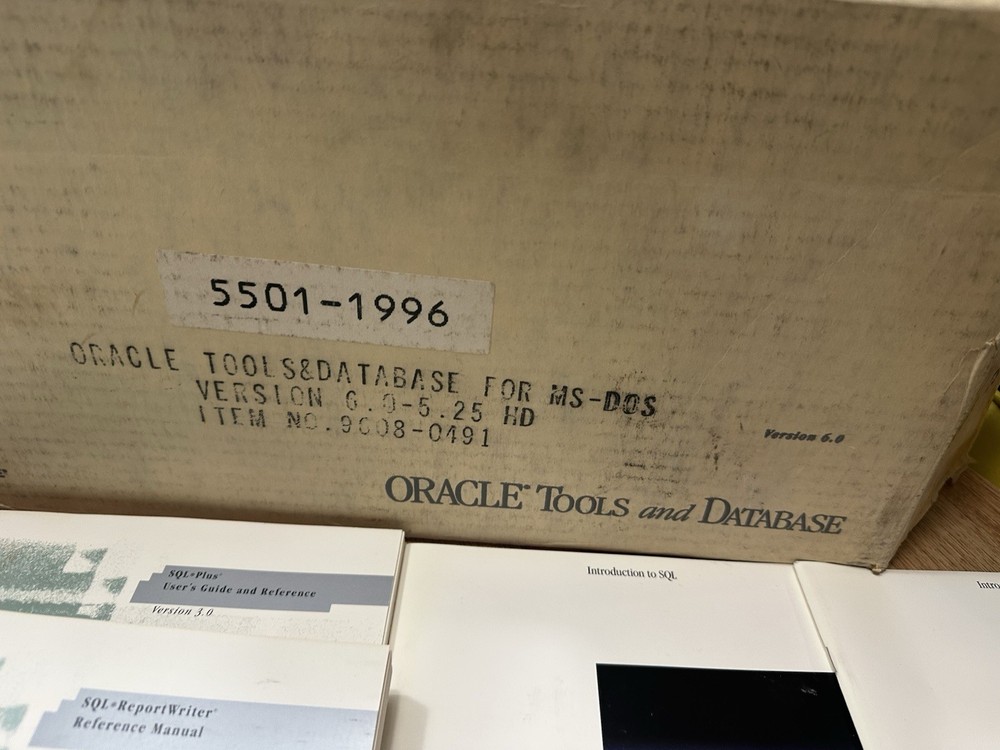 5501-1996
ORACLE TOOLS&DATABASE FOR MS-DOS
VERSION 6.0-5.25 HD
ITEM NO.9608-0491
Version 6.0
ORACLE® TOOLS and DATABASE
SQL*Plus®
User's Guide and Reference
Version 3.0
Introduction to SQL
SQL*ReportWriter®
Reference Manual